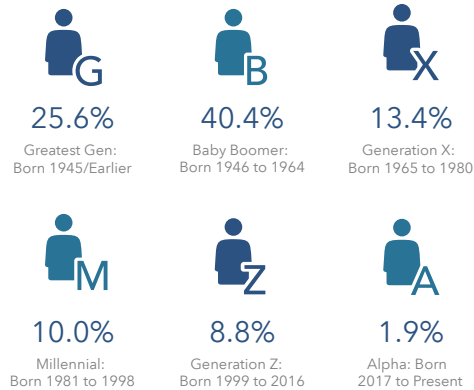 G
B
X
25.6%
40.4%
13.4%
Greatest Gen:
Born 1945/Earlier
Baby Boomer:
Born 1946 to 1964
Generation X:
Born 1965 to 1980
M
Z
A
10.0%
8.8%
1.9%
Millennial:
Born 1981 to 1998
Generation Z:
Born 1999 to 2016
Alpha: Born
2017 to Present